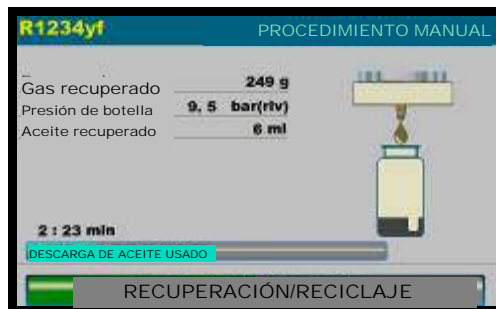 R1234yf
PROCEDIMIENTO MANUAL
Gas recuperado 249 g
Presión de botella 9, 5 bar(rlv)
Aceite recuperado 6 ml
2 : 23 min
DESCARGA DE ACEITE USADO
RECUPERACIÓN/RECICLAJE